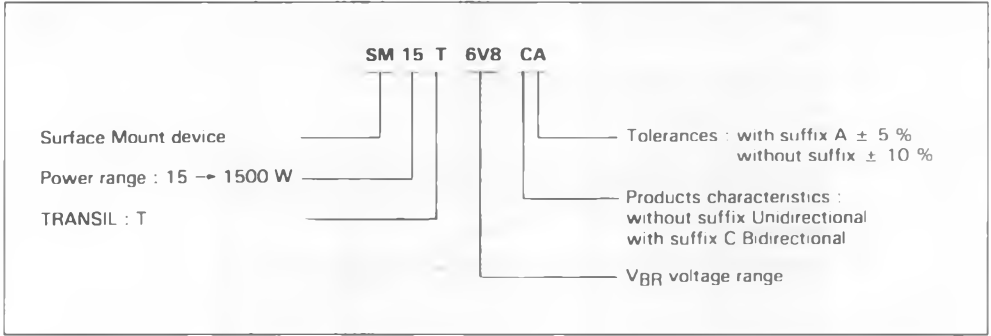 SM 15 T 6V8 CA
Surface Mount device
Power range : 15 → 1500 W
TRANSIL : T
Tolerances : with suffix A ± 5 %
without suffix ± 10 %
Products characteristics :
without suffix Unidirectional
with suffix C Bidirectional
VBR voltage range